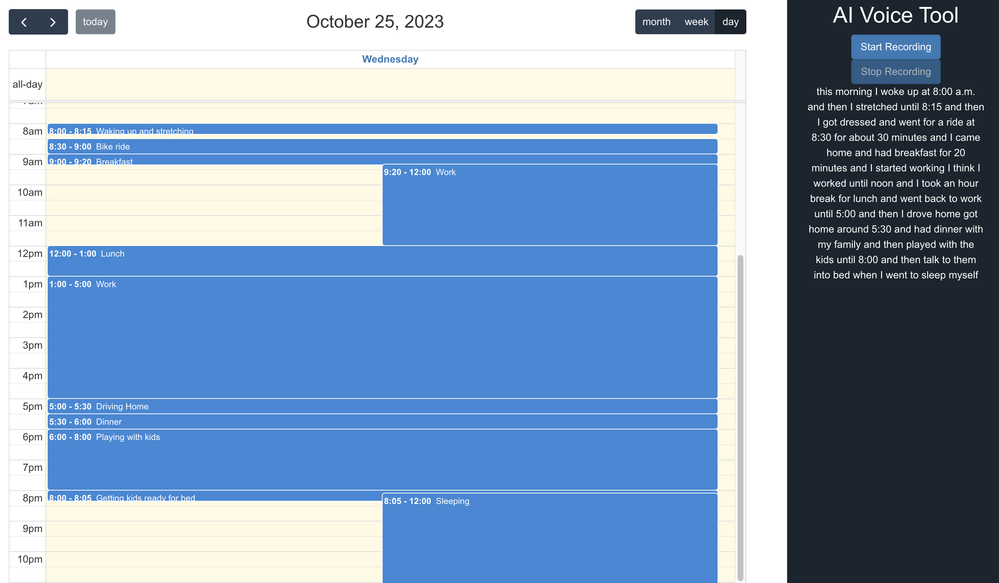 today
October 25, 2023
month week day
Wednesday
all-day
7am
8am
8:00 - 8:15 Waking up and stretching
8:30 - 9:00 Bike ride
9am
9:00 - 9:20 Breakfast
9:20 - 12:00 Work
10am
11am
12pm
12:00 - 1:00 Lunch
1pm
1:00 - 5:00 Work
2pm
3pm
4pm
5pm
5:00 - 5:30 Driving Home
5:30 - 6:00 Dinner
6pm
6:00 - 8:00 Playing with kids
7pm
8pm
8:00 - 8:05 Getting kids ready for bed
8:05 - 12:00 Sleeping
9pm
10pm
AI Voice Tool
Start Recording
Stop Recording
this morning I woke up at 8:00 a.m.
and then I stretched until 8:15 and then
I got dressed and went for a ride at
8:30 for about 30 minutes and I came
home and had breakfast for 20
minutes and I started working I think I
worked until noon and I took an hour
break for lunch and went back to work
until 5:00 and then I drove home got
home around 5:30 and had dinner with
my family and then played with the
kids until 8:00 and then talk to them
into bed when I went to sleep myself